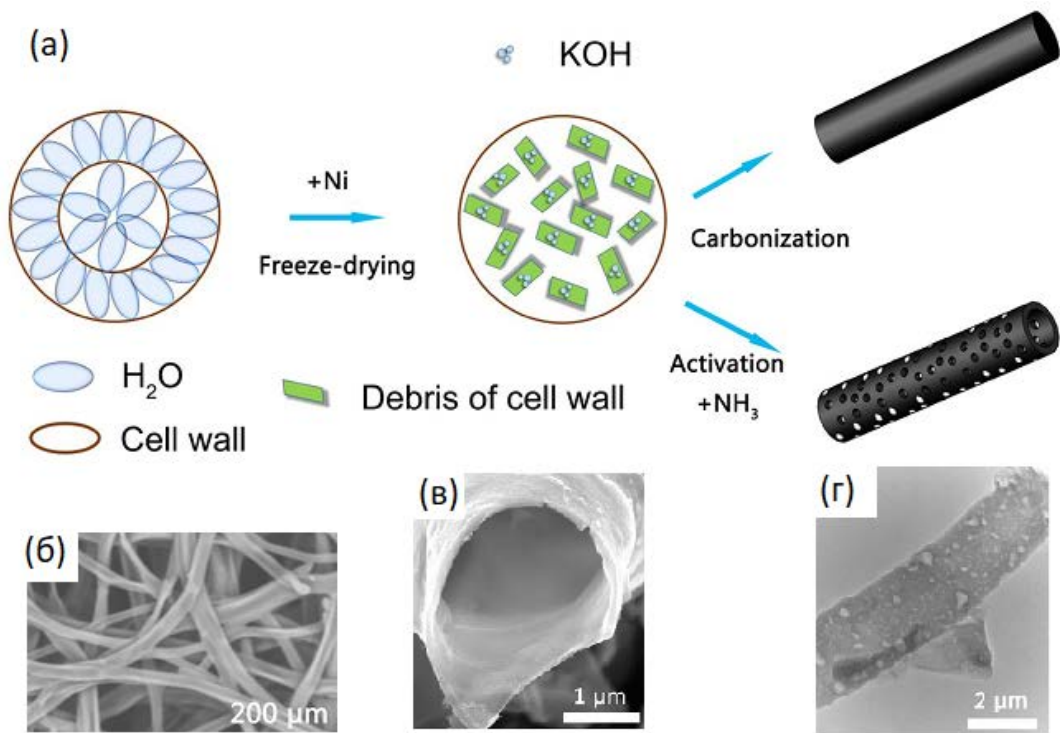 (а)
KOH
+Ni
Freeze-drying
Carbonization
Activation
+NH₃
H₂O
Cell wall
Debris of cell wall
(б)
200 μm
(в)
1 μm
(г)
2 μm